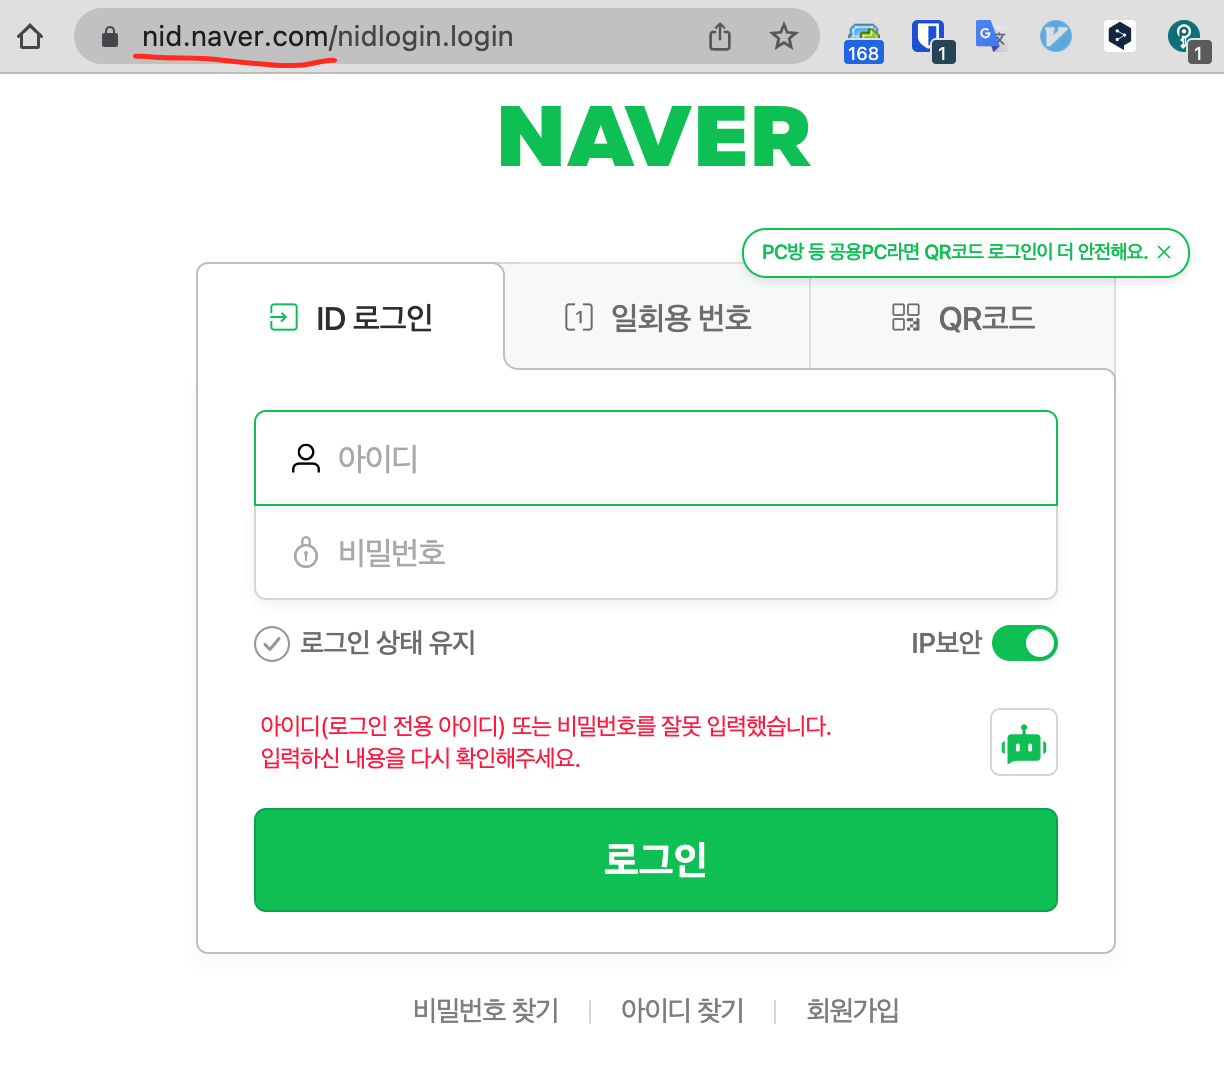 nid.naver.com/nidlogin.login
168
1
1
NAVER
PC방 등 공용PC라면 QR코드 로그인이 더 안전해요.
ID 로그인
1 일회용 번호
QR코드
아이디
비밀번호
로그인 상태 유지
IP보안
아이디(로그인 전용 아이디) 또는 비밀번호를 잘못 입력했습니다.
입력하신 내용을 다시 확인해주세요.
로그인
비밀번호 찾기 | 아이디 찾기 | 회원가입